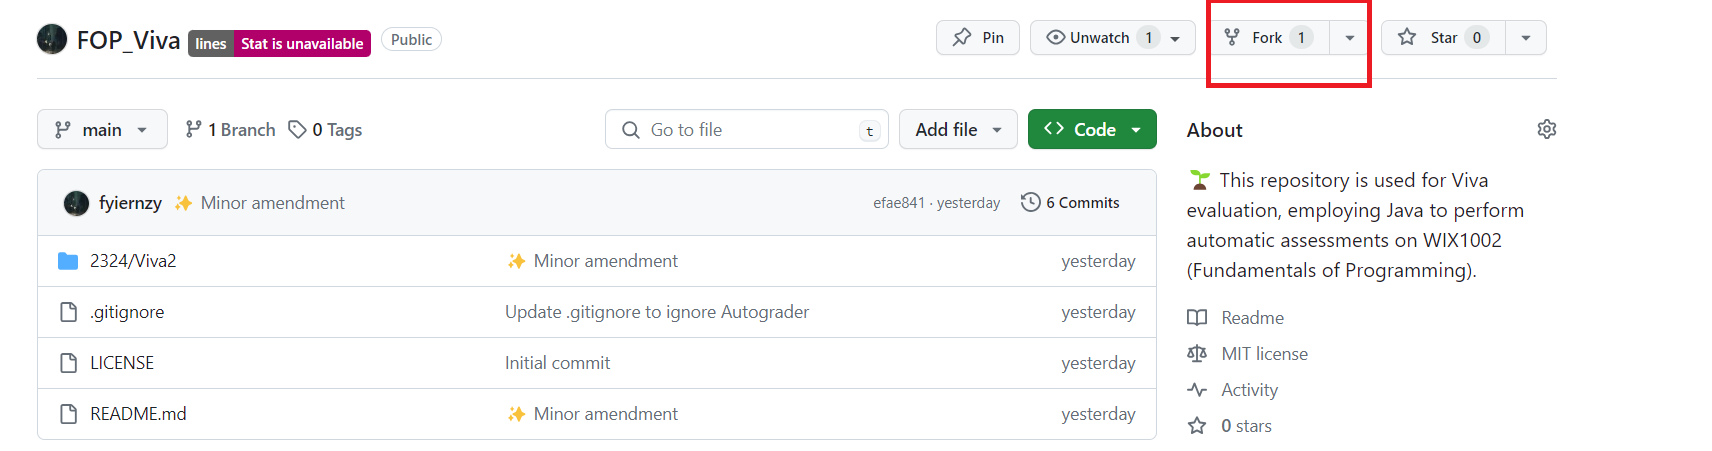 FOP_Viva lines Stat is unavailable Public Pin Unwatch 1 Fork 1 Star 0
main 1 Branch 0 Tags Go to file t Add file Code
About
fyiernzy Minor amendment efae841 · yesterday 6 Commits
2324/Viva2 Minor amendment yesterday
.gitignore Update .gitignore to ignore Autograder yesterday
LICENSE Initial commit yesterday
README.md Minor amendment yesterday
This repository is used for Viva
evaluation, employing Java to perform
automatic assessments on WIX1002
(Fundamentals of Programming).
Readme
MIT license
Activity
0 stars